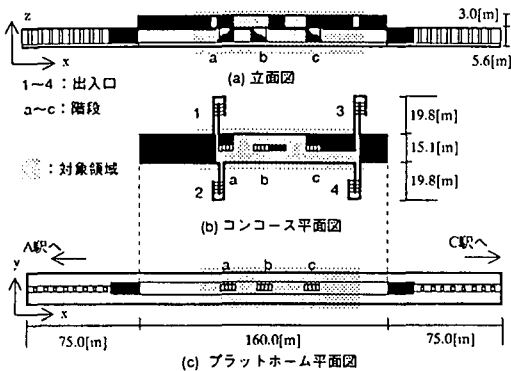 z
x
3.0[m]
5.6[m]
a b c
(a) 立面図
1～4：出入口
a～c：階段
：対象領域
1
3
2
4
a b c
19.8[m]
15.1[m]
19.8[m]
(b) コンコース平面図
A駅へ
C駅へ
y
x
a b c
75.0[m]
160.0[m]
75.0[m]
(c) プラットホーム平面図